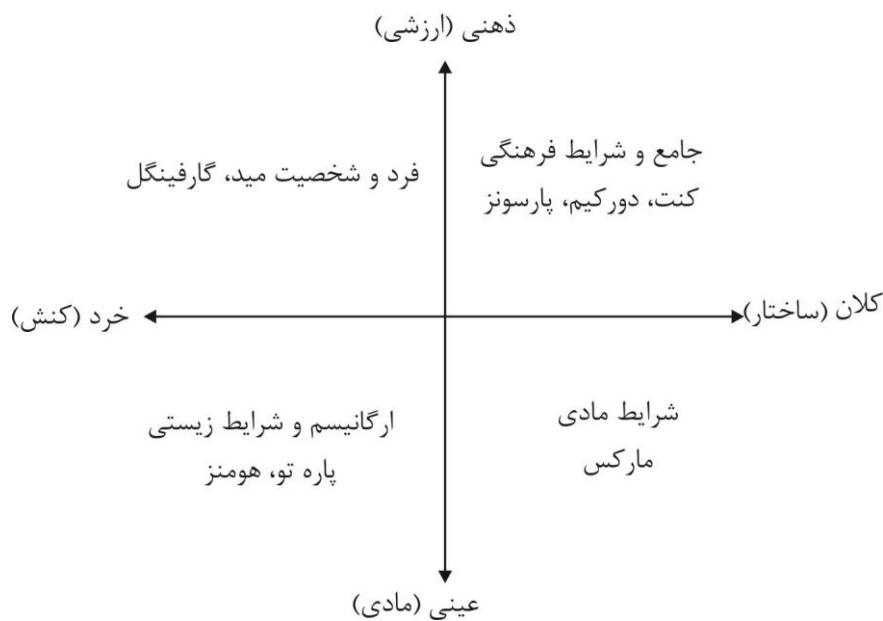 ذهنی (ارزشی)
جامع و شرایط فرهنگی
کنت، دورکیم، پارسونز
فرد و شخصیت مید، گارفینگل
کلان (ساختار)
خرد (کنش)
شرایط مادی
مارکس
ارگانیسم و شرایط زیستی
پاره تو، هومنز
عینی (مادی)